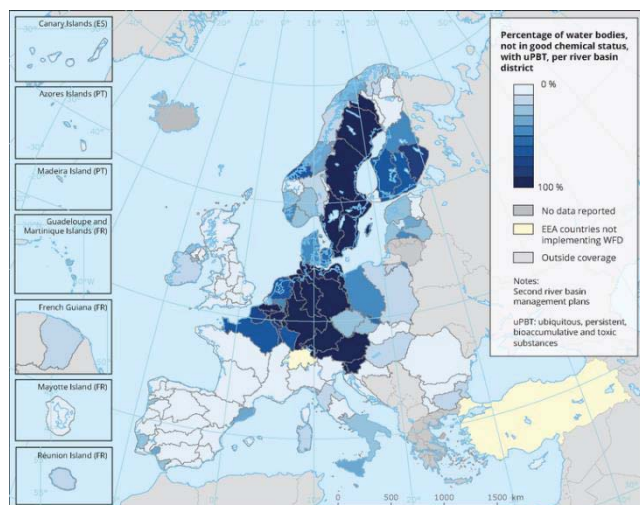 Canary Islands (ES)
Azores Islands (PT)
Madeira Island (PT)
Guadeloupe and
Martinique Islands (FR)
French Guiana (FR)
Mayotte Island (FR)
Réunion Island (FR)
Percentage of water bodies,
not in good chemical status,
with uPBT, per river basin
district
0 %
100 %
No data reported
EEA countries not
implementing WFD
Outside coverage
Notes:
Second river basin
management plans
uPBT: ubiquitous, persistent,
bioaccumulative and toxic
substances
0 500 1000 1500 km